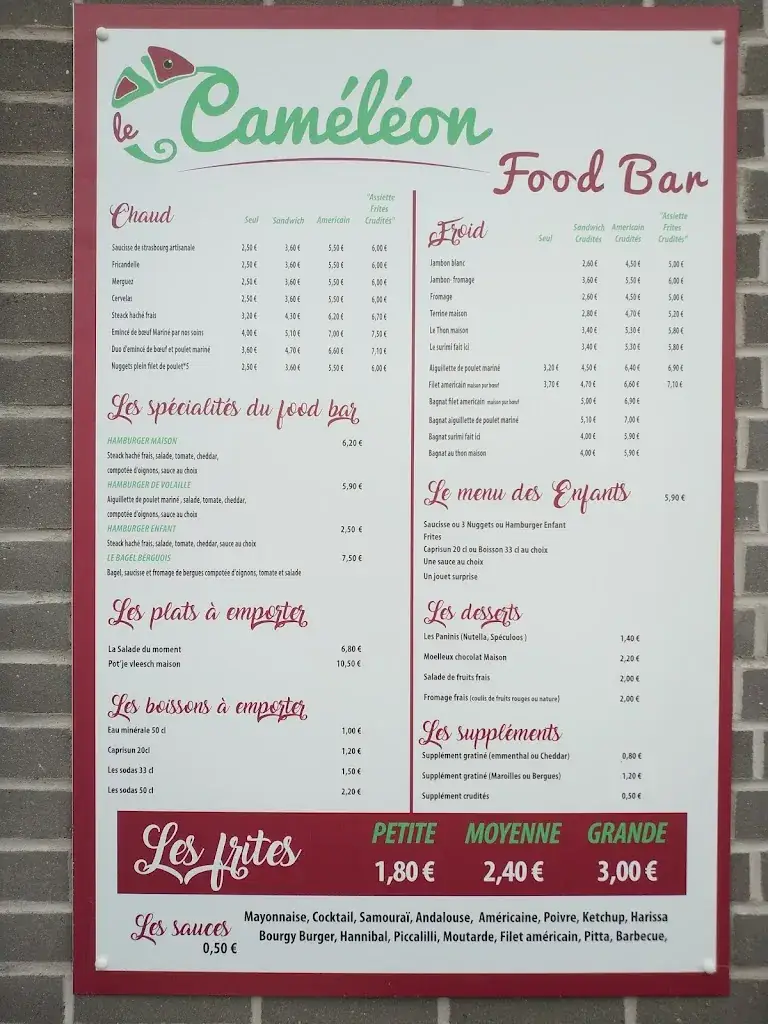 le Caméléon
Food Bar
Chaud
Seul Sandwich Americain "Assiette Frites Crudités"
Saucisse de strasbourg artisanale 2,50 € 3,60 € 5,50 € 6,00 €
Fricandelle 2,50 € 3,60 € 5,50 € 6,00 €
Merguez 2,50 € 3,60 € 5,50 € 6,00 €
Cervelas 2,50 € 3,60 € 5,50 € 6,00 €
Steack haché frais 3,20 € 4,30 € 6,20 € 6,70 €
Emincé de bœuf Mariné par nos soins 4,00 € 5,10 € 7,00 € 7,50 €
Duo d'emincé de bœuf et poulet mariné 3,60 € 4,70 € 6,60 € 7,10 €
Nuggets plein filet de poulet*5 2,50 € 3,60 € 5,50 € 6,00 €
Les spécialités du food bar
HAMBURGER MAISON 6,20 €
Steack haché frais, salade, tomate, cheddar,
compotée d'oignons, sauce au choix
HAMBURGER DE VOLAILLE 5,90 €
Aiguillette de poulet mariné , salade, tomate, cheddar,
compotée d'oignons, sauce au choix
HAMBURGER ENFANT 2,50 €
Steack haché frais, salade, tomate, cheddar, sauce au choix
LE BAGEL BERGUOIS 7,50 €
Bagel, saucisse et fromage de bergues compotée d'oignons, tomate et salade
Les plats à emporter
La Salade du moment 6,80 €
Pot'je vleesch maison 10,50 €
Les boissons à emporter
Eau minérale 50 cl 1,00 €
Caprisun 20cl 1,20 €
Les sodas 33 cl 1,50 €
Les sodas 50 cl 2,20 €
Froid
Seul Sandwich Crudités Americain Crudités "Assiette Frites Crudités"
Jambon blanc 2,60 € 4,50 € 5,00 €
Jambon- fromage 3,60 € 5,50 € 6,00 €
Fromage 2,60 € 4,50 € 5,00 €
Terrine maison 2,80 € 4,70 € 5,20 €
Le Thon maison 3,40 € 5,30 € 5,80 €
Le surimi fait ici 3,40 € 5,30 € 5,80 €
Aiguillette de poulet mariné 3,20 € 4,50 € 6,40 € 6,90 €
Filet americain maison pur bœuf 3,70 € 4,70 € 6,60 € 7,10 €
Bagnat filet americain maison pur bœuf 5,00 € 6,90 €
Bagnat aiguillette de poulet mariné 5,10 € 7,00 €
Bagnat surimi fait ici 4,00 € 5,90 €
Bagnat au thon maison 4,00 € 5,90 €
Le menu des Enfants 5,90 €
Saucisse ou 3 Nuggets ou Hamburger Enfant
Frites
Caprisun 20 cl ou Boisson 33 cl au choix
Une sauce au choix
Un jouet surprise
Les desserts
Les Paninis (Nutella, Spéculoos ) 1,40 €
Moelleux chocolat Maison 2,20 €
Salade de fruits frais 2,00 €
Fromage frais (coulis de fruits rouges ou nature) 2,00 €
Les suppléments
Supplément gratiné (emmenthal ou Cheddar) 0,80 €
Supplément gratiné (Maroilles ou Bergues) 1,20 €
Supplément crudités 0,50 €
Les frites PETITE MOYENNE GRANDE
1,80 € 2,40 € 3,00 €
Les sauces
0,50 €
Mayonnaise, Cocktail, Samouraï, Andalouse, Américaine, Poivre, Ketchup, Harissa
Bourgy Burger, Hannibal, Piccalilli, Moutarde, Filet américain, Pitta, Barbecue,